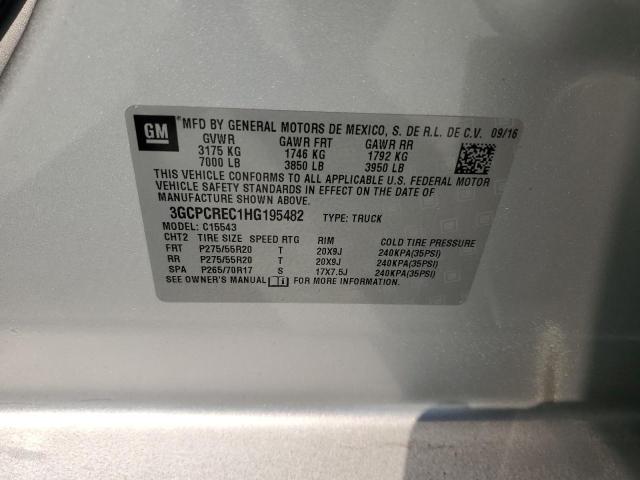 GM MFD BY GENERAL MOTORS DE MEXICO, S. DE R.L. DE C.V. 09/16
GVWR GAWR FRT GAWR RR
3175 KG 1746 KG 1792 KG
7000 LB 3850 LB 3950 LB
THIS VEHICLE CONFORMS TO ALL APPLICABLE U.S. FEDERAL MOTOR
VEHICLE SAFETY STANDARDS IN EFFECT ON THE DATE OF
MANUFACTURE SHOWN ABOVE.
3GCPCREC1HG195482 TYPE: TRUCK
MODEL: C15543
CHT2 TIRE SIZE SPEED RTG RIM COLD TIRE PRESSURE
FRT P275/55R20 T 20X9J 240KPA(35PSI)
RR P275/55R20 T 20X9J 240KPA(35PSI)
SPA P265/70R17 S 17X7.5J 240KPA(35PSI)
SEE OWNER'S MANUAL FOR MORE INFORMATION.